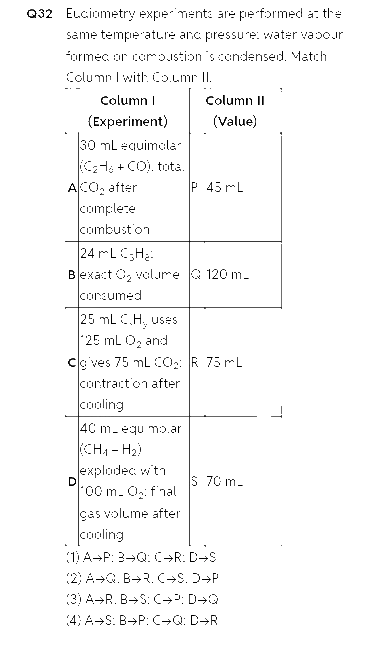 Q32 Eudiometry experiments are performed at the
same temperature and pressure; water vapour
formed on combustion is condensed. Match
Column I with Column II.
Column I
(Experiment)
Column II
(Value)
30 mL equimolar
(C₂H₆ + CO): total
A CO₂ after
complete
combustion
P 45 mL
24 mL C₃H₈:
B exact O₂ volume
consumed
Q 120 mL
25 mL CₓHᵧ uses
125 mL O₂ and
C gives 75 mL CO₂:
contraction after
cooling
R 75 mL
40 mL equimolar
(CH₄ – H₂)
exploded with
D 100 mL O₂: final
gas volume after
cooling
S 70 mL
(1) A→P; B→Q; C→R; D→S
(2) A→Q; B→R; C→S; D→P
(3) A→R; B→S; C→P; D→Q
(4) A→S; B→P; C→Q; D→R